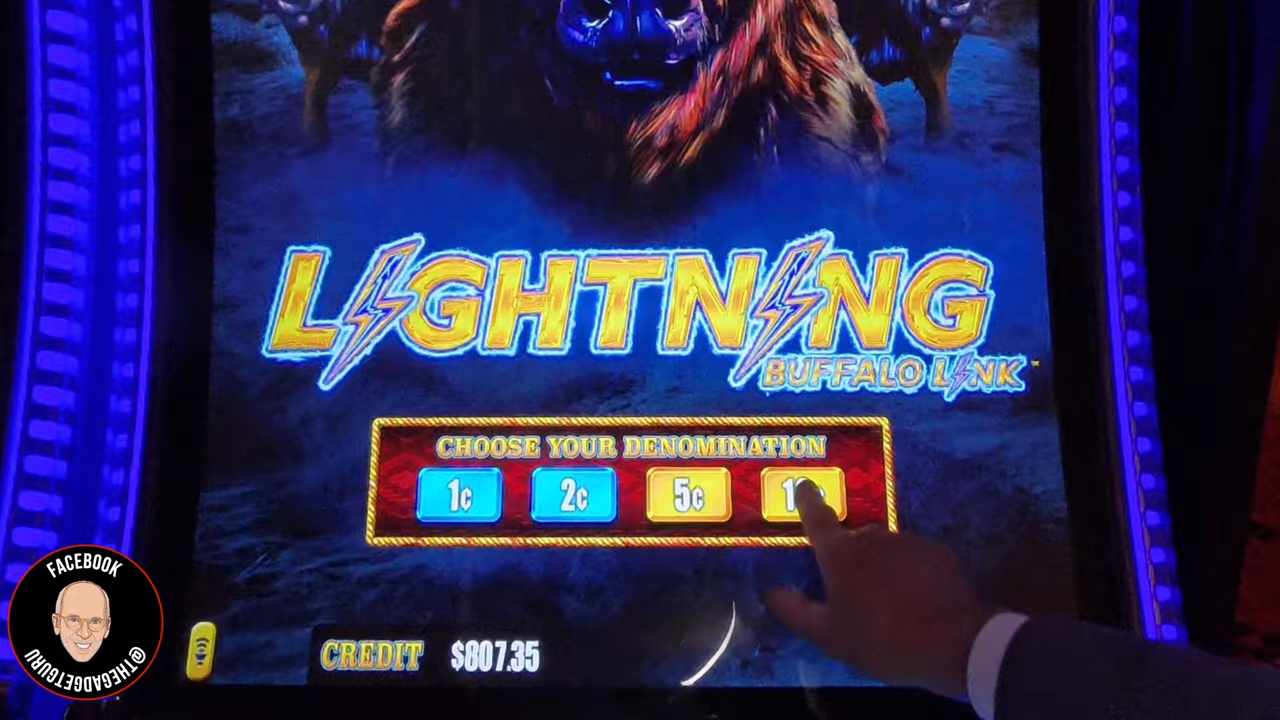 LIGHTNING
BUFFALO LINK
CHOOSE YOUR DENOMINATION
1¢ 2¢ 5¢
CREDIT $807.35
FACEBOOK
@THEGADGETGURU